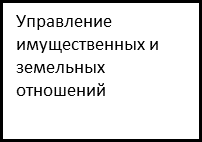 Управление
имущественных и
земельных
отношений